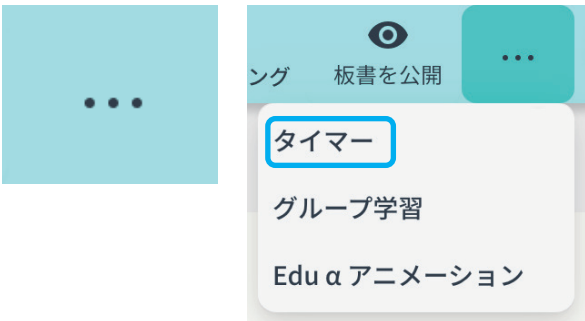 …
ング 板書を公開 …
タイマー
グループ学習
Edu α アニメーション